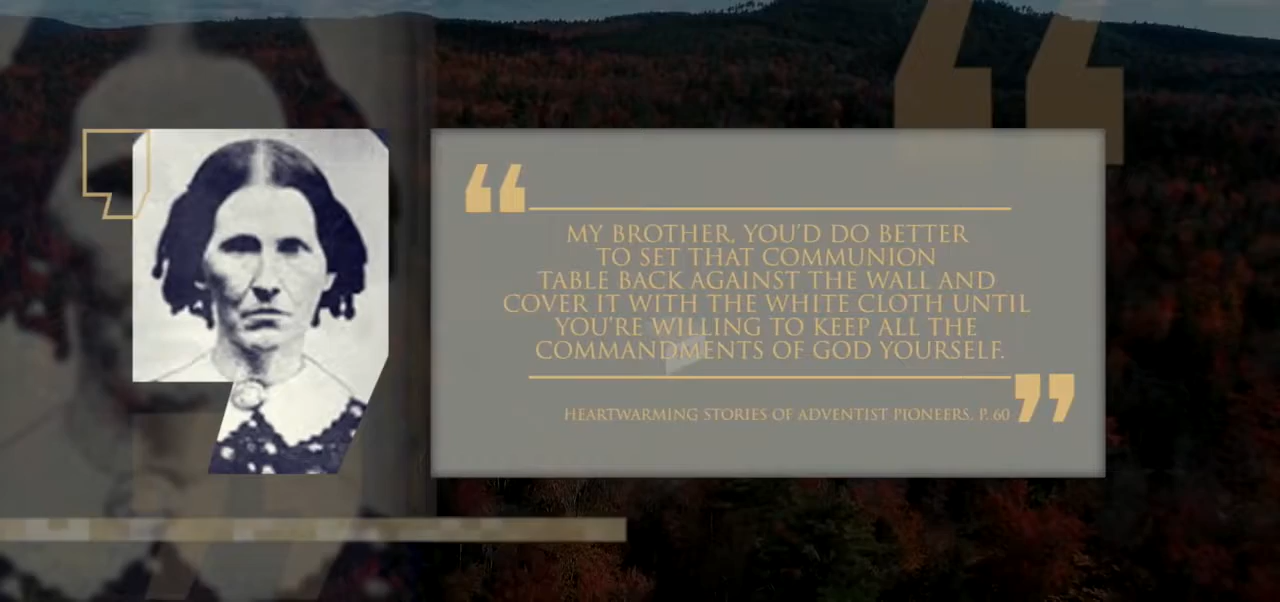 MY BROTHER, YOU'D DO BETTER
TO SET THAT COMMUNION
TABLE BACK AGAINST THE WALL AND
COVER IT WITH THE WHITE CLOTH UNTIL
YOU'RE WILLING TO KEEP ALL THE
COMMANDMENTS OF GOD YOURSELF.
HEARTWARMING STORIES OF ADVENTIST PIONEERS, P.60